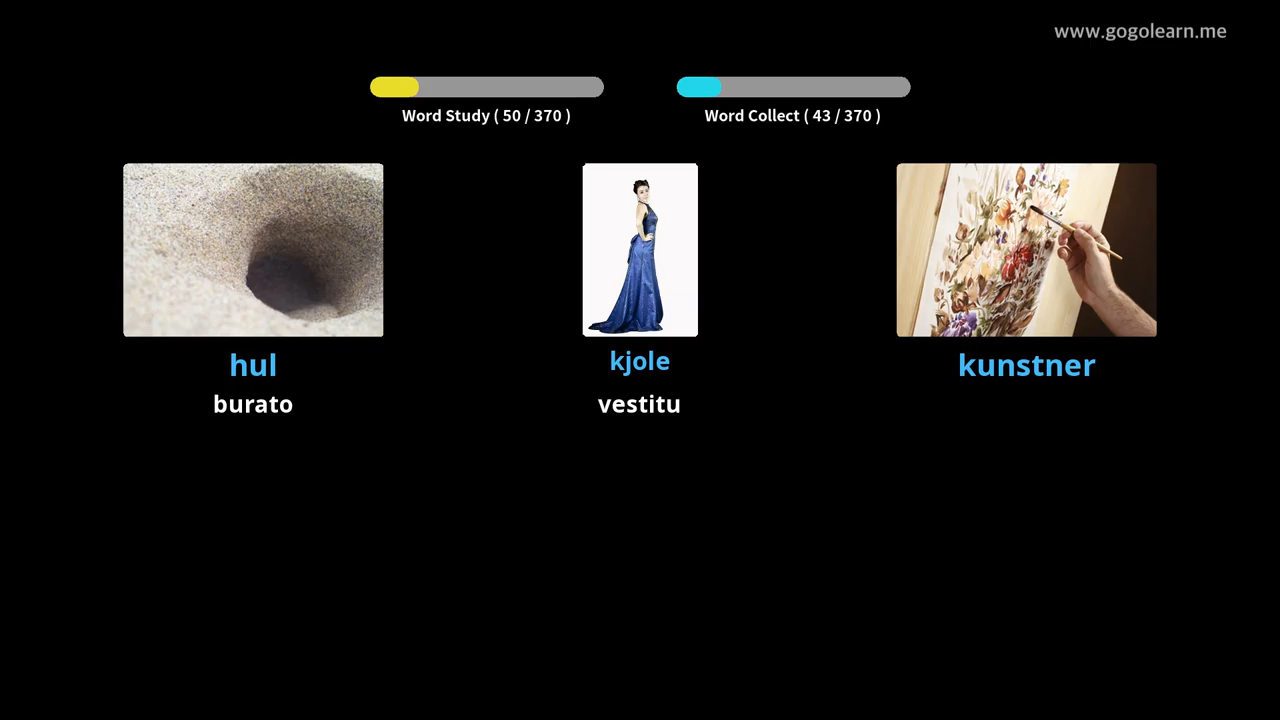 www.gogolearn.me
Word Study ( 50 / 370 )
Word Collect ( 43 / 370 )
hul
kjole
kunstner
burato
vestitu